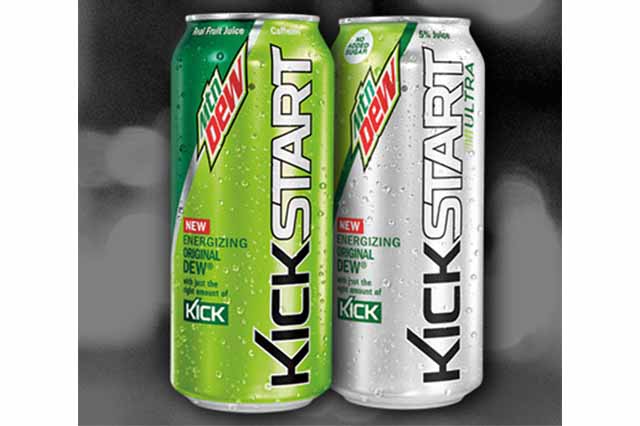 Real Fruit Juice
Caffeine
mtn
DEW
KICKSTART
NEW
ENERGIZING
ORIGINAL
DEW®
with just the
right amount of
KICK
NO
ADDED
SUGAR
5% Juice
mtn
DEW
KICKSTART
ULTRA
NEW
ENERGIZING
ORIGINAL
DEW®
with just the
right amount of
KICK